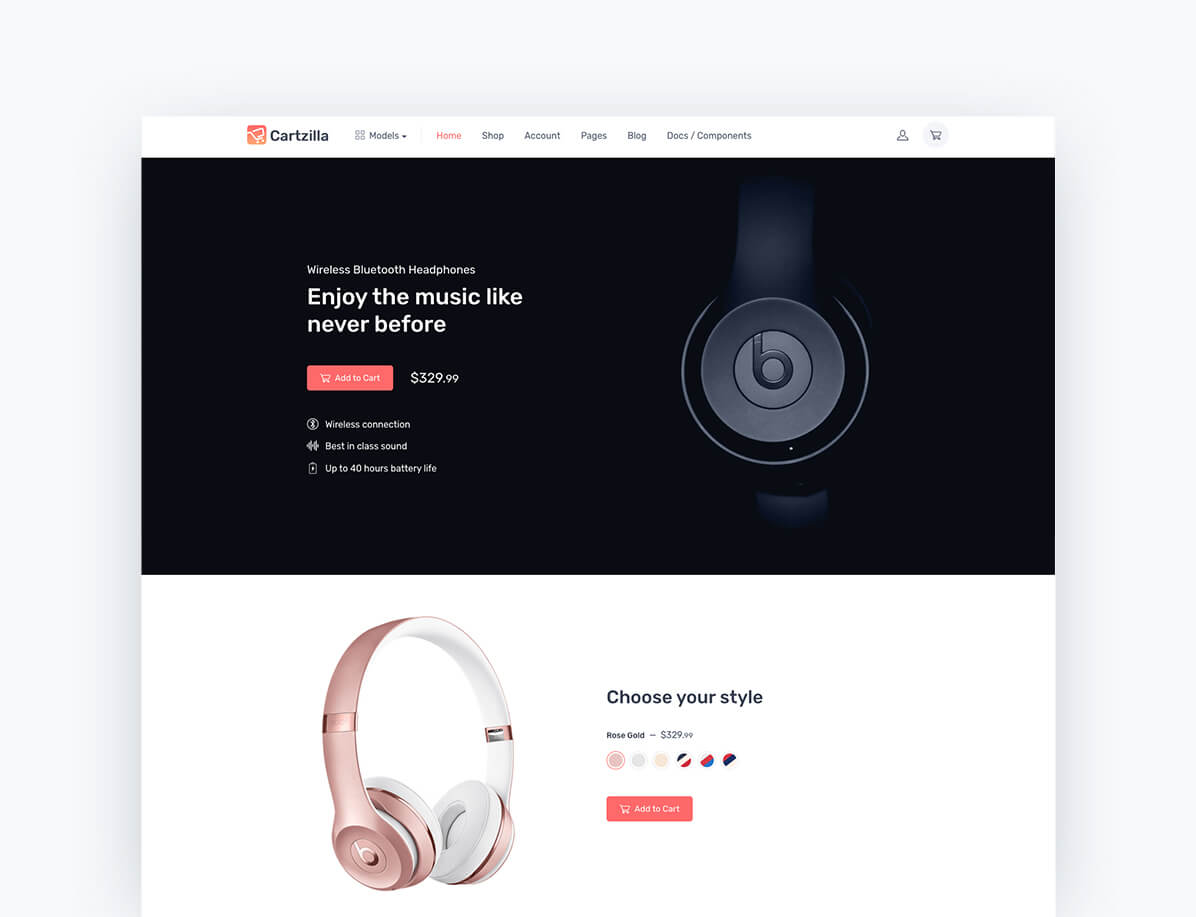 Cartzilla Models Home Shop Account Pages Blog Docs / Components
Wireless Bluetooth Headphones
Enjoy the music like
never before
Add to Cart $329.99
Wireless connection
Best in class sound
Up to 40 hours battery life
Choose your style
Rose Gold – $329.99
Add to Cart